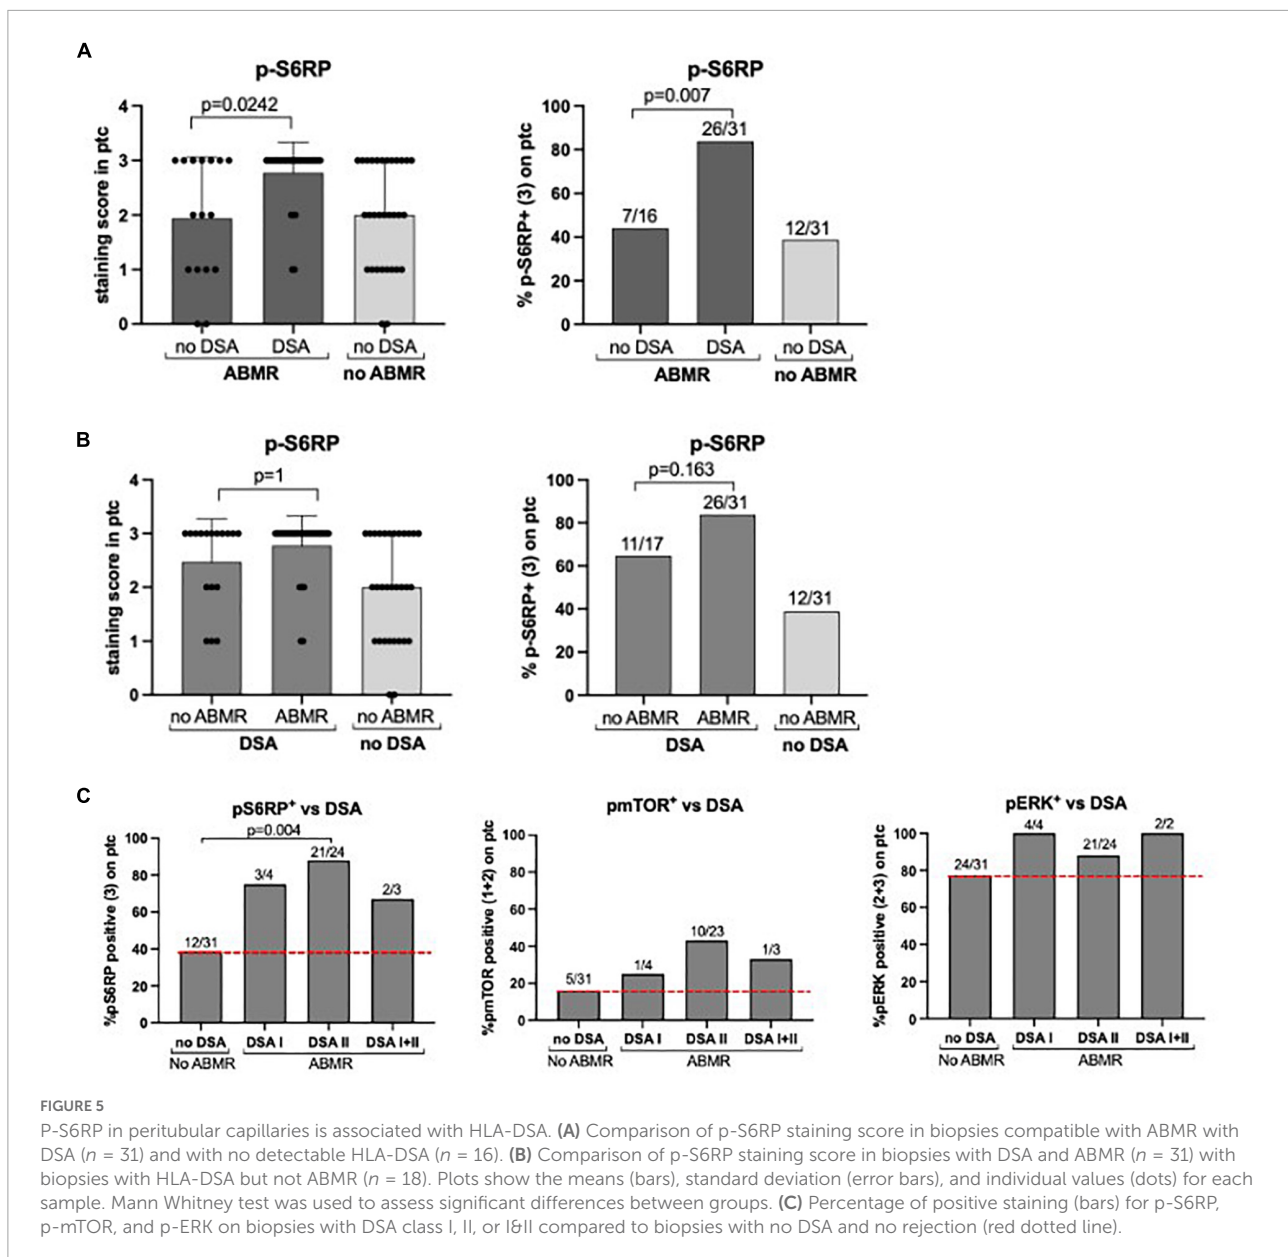 A
p-S6RP
p=0.0242
staining score in ptc
4
3
2
1
0
no DSA
DSA
no DSA
ABMR
no ABMR
p-S6RP
p=0.007
% p-S6RP+ (3) on ptc
100
80
60
40
20
0
7/16
26/31
12/31
no DSA
DSA
no DSA
ABMR
no ABMR
B
p-S6RP
p=1
staining score in ptc
4
3
2
1
0
no ABMR
ABMR
no ABMR
DSA
no DSA
p-S6RP
p=0.163
% p-S6RP+ (3) on ptc
100
80
60
40
20
0
11/17
26/31
12/31
no ABMR
ABMR
no ABMR
DSA
no DSA
C
pS6RP+ vs DSA
p=0.004
%pS6RP positive (3) on ptc
100
80
60
40
20
0
12/31
3/4
21/24
2/3
no DSA
DSA I
DSA II
DSA I+II
No ABMR
ABMR
pmTOR+ vs DSA
%pmTOR positive (1+2) on ptc
100
80
60
40
20
0
5/31
1/4
10/23
1/3
no DSA
DSA I
DSA II
DSA I+II
No ABMR
ABMR
pERK+ vs DSA
%pERK positive (2+3) on ptc
100
80
60
40
20
0
24/31
4/4
21/24
2/2
no DSA
DSA I
DSA II
DSA I+II
No ABMR
ABMR
FIGURE 5
P-S6RP in peritubular capillaries is associated with HLA-DSA. (A) Comparison of p-S6RP staining score in biopsies compatible with ABMR with
DSA (n = 31) and with no detectable HLA-DSA (n = 16). (B) Comparison of p-S6RP staining score in biopsies with DSA and ABMR (n = 31) with
biopsies with HLA-DSA but not ABMR (n = 18). Plots show the means (bars), standard deviation (error bars), and individual values (dots) for each
sample. Mann Whitney test was used to assess significant differences between groups. (C) Percentage of positive staining (bars) for p-S6RP,
p-mTOR, and p-ERK on biopsies with DSA class I, II, or I&II compared to biopsies with no DSA and no rejection (red dotted line).